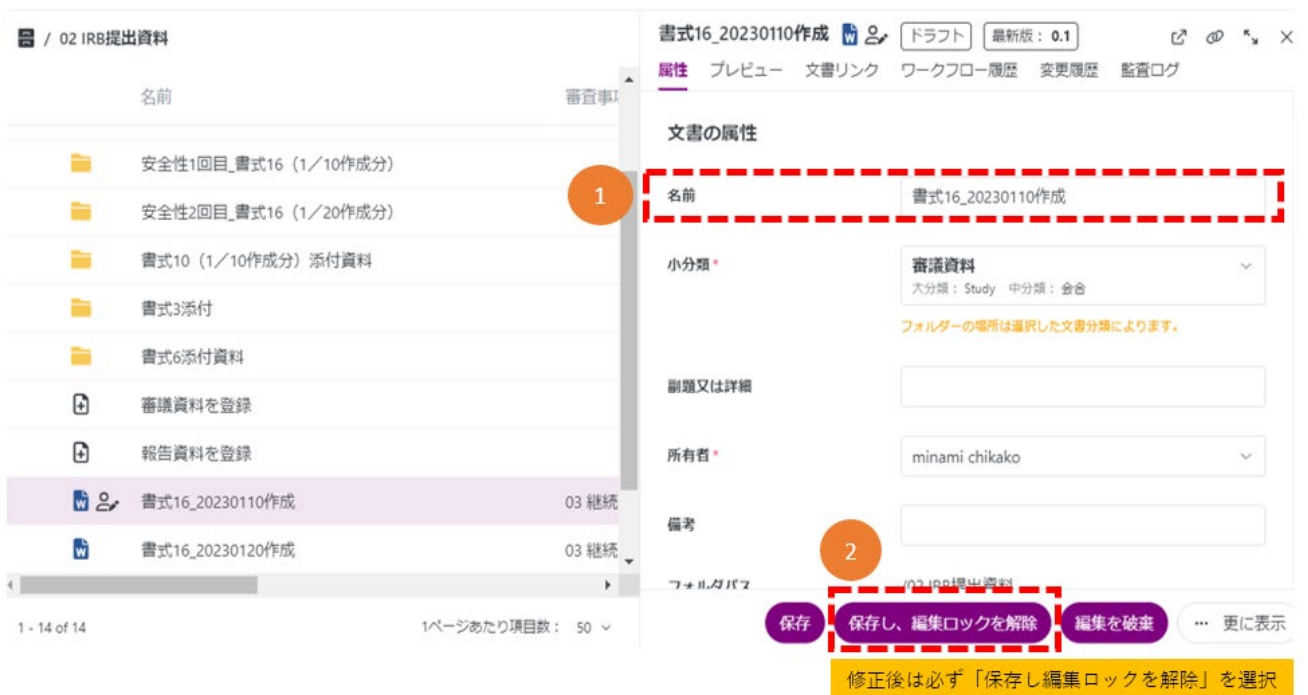 / 02 IRB提出資料
名前 審査事項
安全性1回目_書式16（1／10作成分）
安全性2回目_書式16（1／20作成分）
書式10（1／10作成分）添付資料
書式3添付
書式6添付資料
審議資料を登録
報告資料を登録
書式16_20230110作成 03 継続
書式16_20230120作成 03 継続
1 - 14 of 14 1ページあたり項目数： 50
書式16_20230110作成 ドラフト 最新版： 0.1
属性 プレビュー 文書リンク ワークフロー履歴 変更履歴 監査ログ
文書の属性
1
名前 書式16_20230110作成
小分類* 審議資料
大分類： Study 中分類： 会合
フォルダーの場所は選択した文書分類によります。
副題又は詳細
所有者* minami chikako
備考
2
フォルダパス /02 IRB提出資料
保存 保存し、編集ロックを解除 編集を破棄 … 更に表示
修正後は必ず「保存し編集ロックを解除」を選択